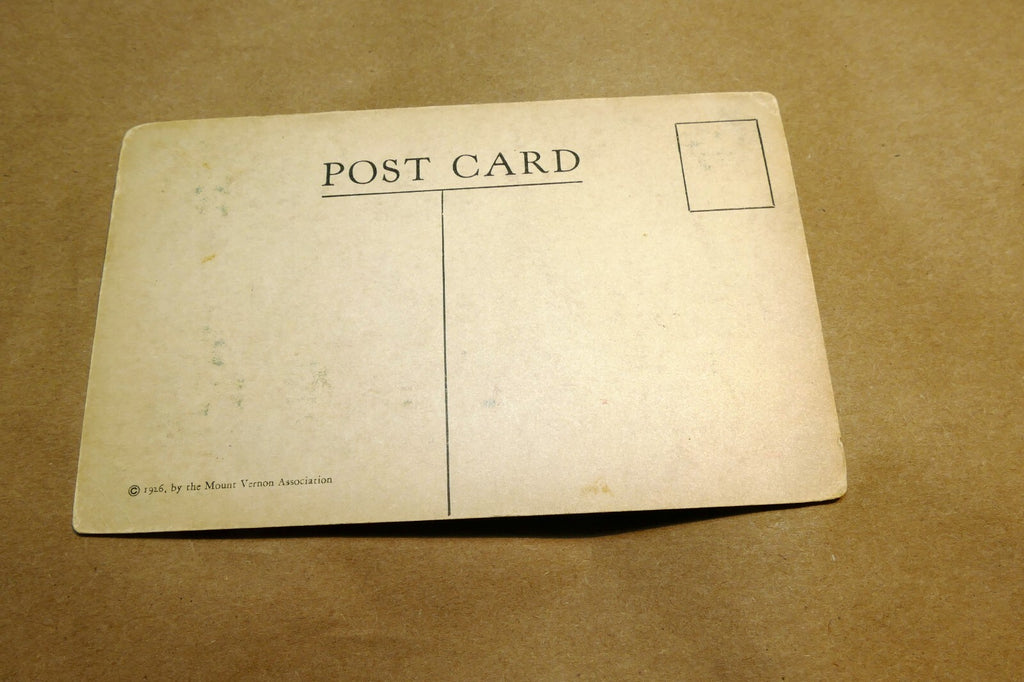 POST CARD
© 1926, by the Mount Vernon Association